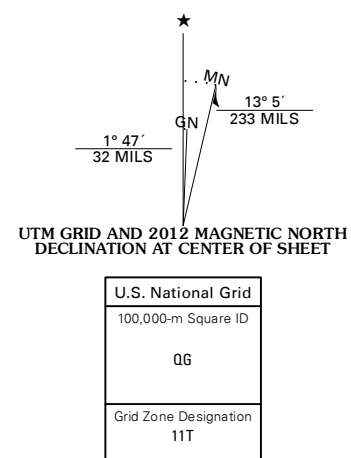 ★
MN
GN
13° 5´
233 MILS
1° 47´
32 MILS
UTM GRID AND 2012 MAGNETIC NORTH
DECLINATION AT CENTER OF SHEET
U.S. National Grid
100,000-m Square ID
QG
Grid Zone Designation
11T